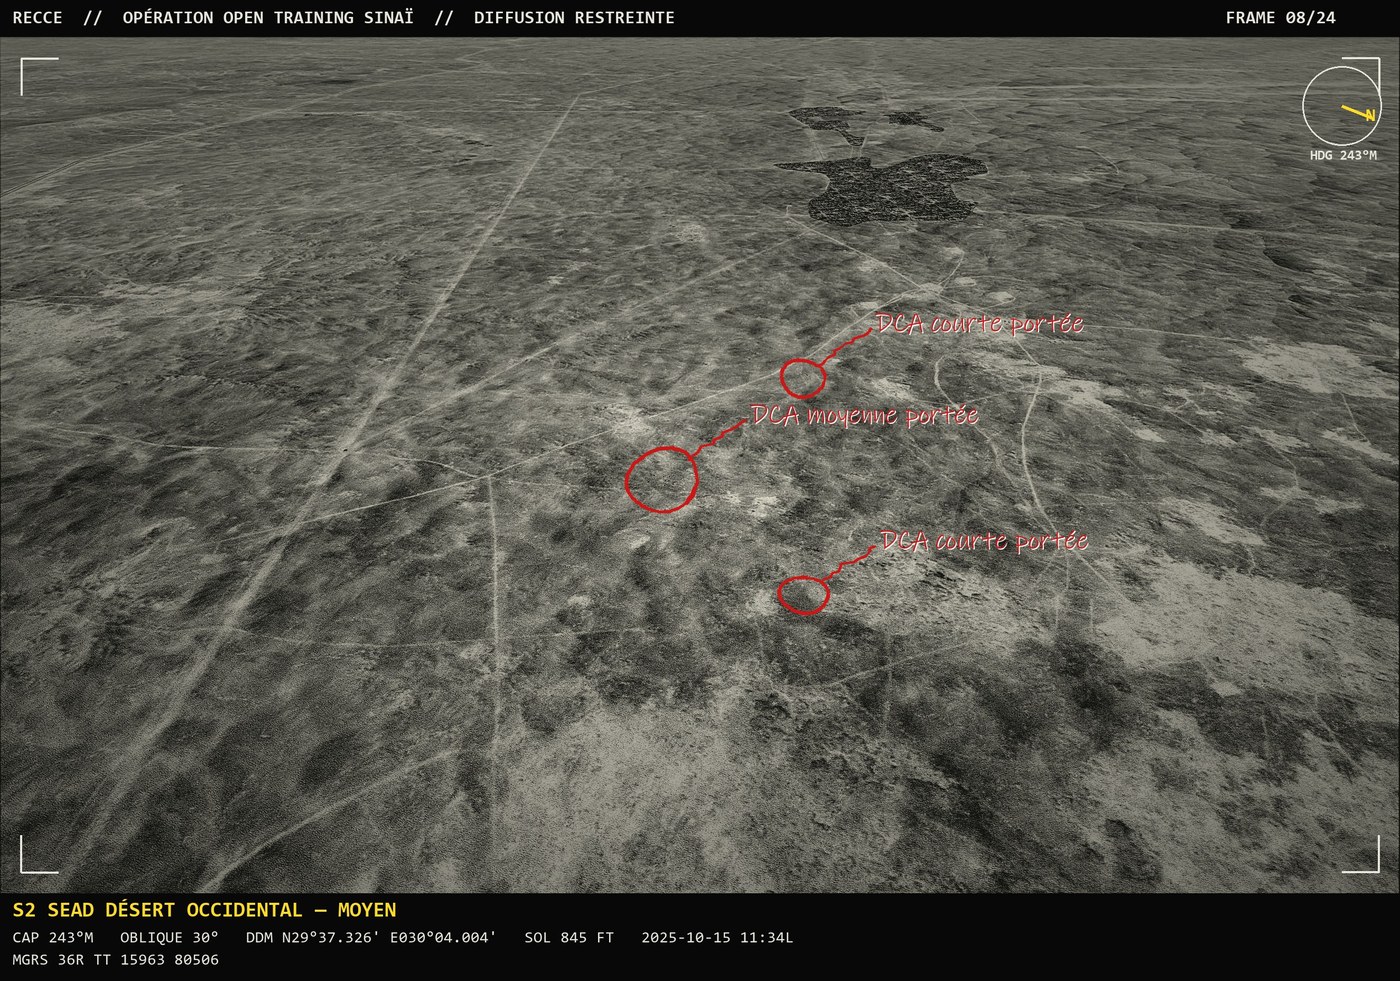 RECCE // OPÉRATION OPEN TRAINING SINAÏ // DIFFUSION RESTREINTE
FRAME 08/24
N
HDG 243°M
DCA courte portée
DCA moyenne portée
DCA courte portée
S2 SEAD DÉSERT OCCIDENTAL – MOYEN
CAP 243°M OBLIQUE 30° DDM N29°37.326' E030°04.004' SOL 845 FT 2025-10-15 11:34L
MGRS 36R TT 15963 80506